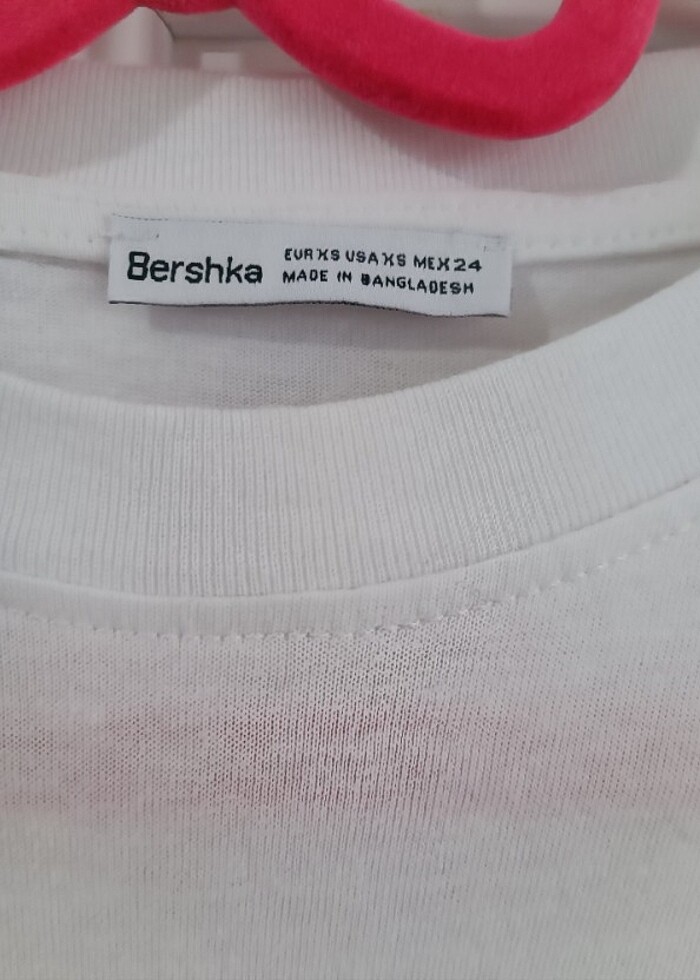 Bershka
EUR XS USA XS MEX 24
MADE IN BANGLADESH